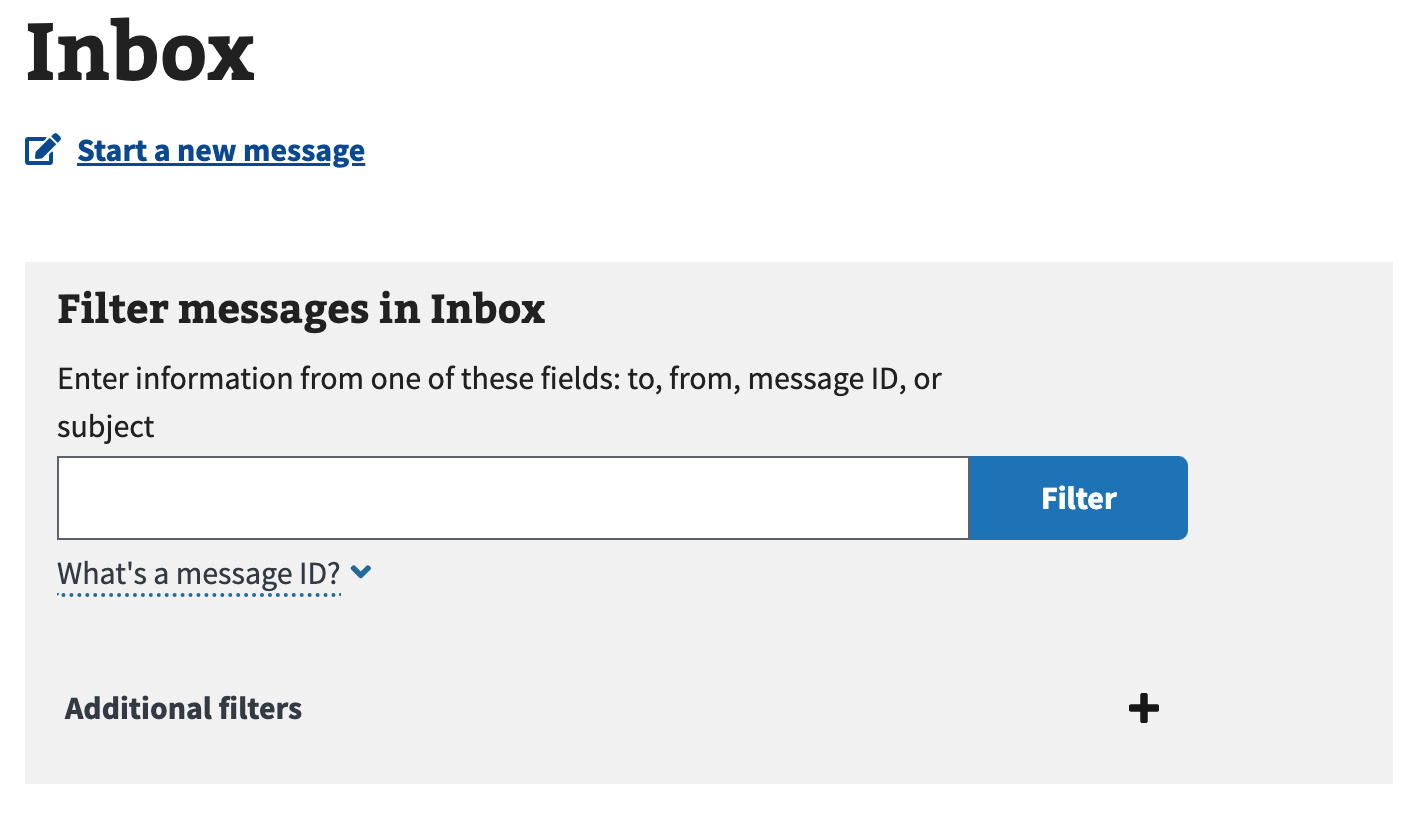 Inbox
Start a new message
Filter messages in Inbox
Enter information from one of these fields: to, from, message ID, or
subject
Filter
What's a message ID?
Additional filters